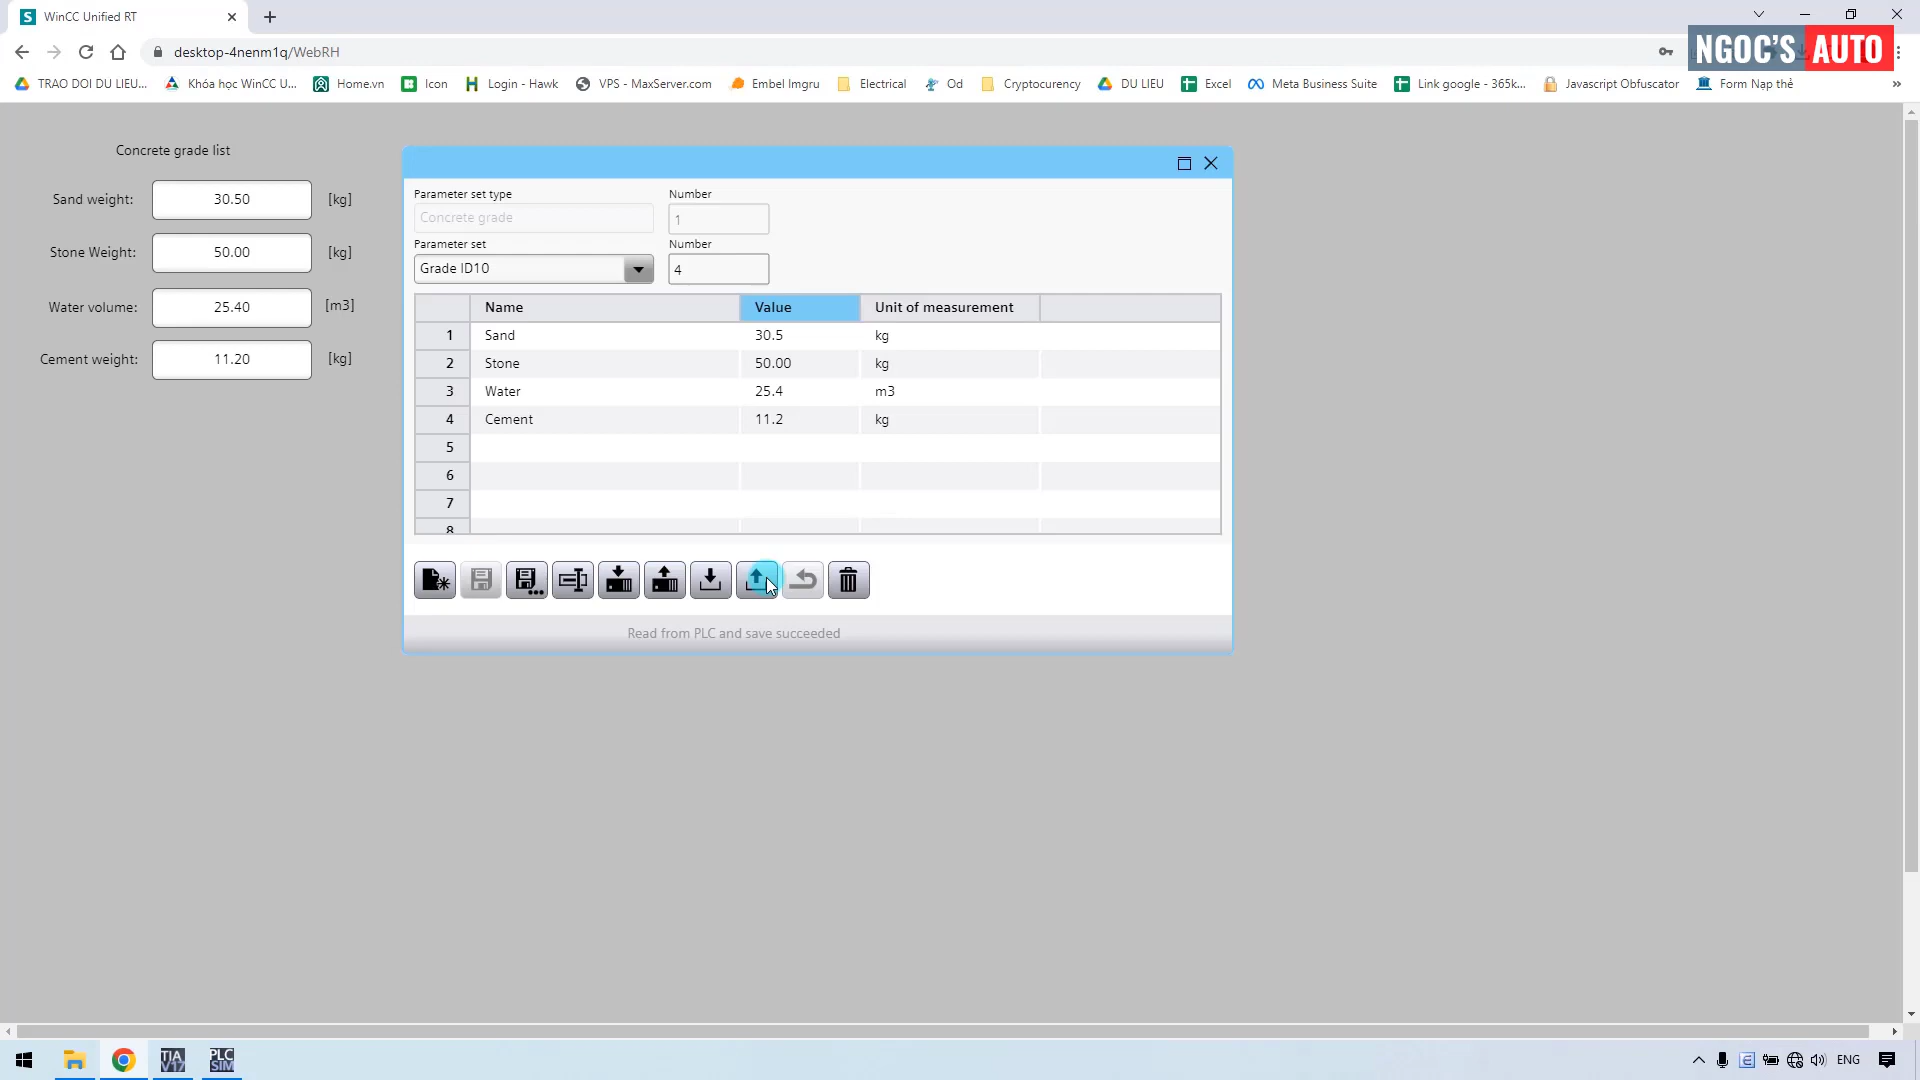 WinCC Unified RT
desktop-4nenm1q/WebRH
NGOC'S AUTO
TRAO DOI DU LIEU...
Khóa học WinCC U...
Home.vn
Icon
Login - Hawk
VPS - MaxServer.com
Embel Imgru
Electrical
Od
Cryptocurency
DU LIEU
Excel
Meta Business Suite
Link google - 365k...
Javascript Obfuscator
Form Nạp thẻ
»
Concrete grade list
Sand weight: 30.50 [kg]
Stone Weight: 50.00 [kg]
Water volume: 25.40 [m3]
Cement weight: 11.20 [kg]
Parameter set type Number
Concrete grade 1
Parameter set Number
Grade ID10 4
Name Value Unit of measurement
1 Sand 30.5 kg
2 Stone 50.00 kg
3 Water 25.4 m3
4 Cement 11.2 kg
5
6
7
8
Read from PLC and save succeeded
TIA V17
PLC SIM
ENG